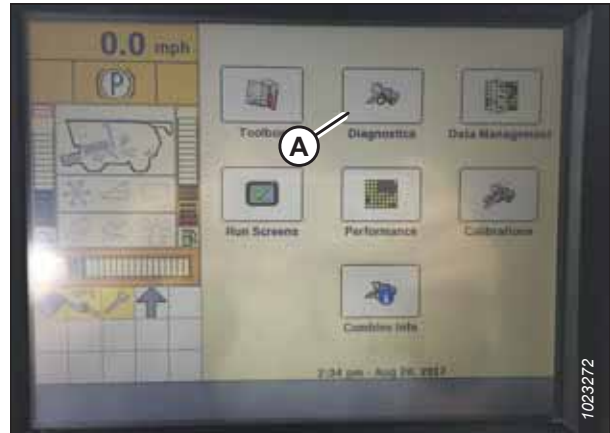 0.0 mph
(P)
Toolbox
Diagnostics
Data Management
A
Run Screens
Performance
Calibrations
Combine Info
2:34 pm - Aug 24, 2017
1023272